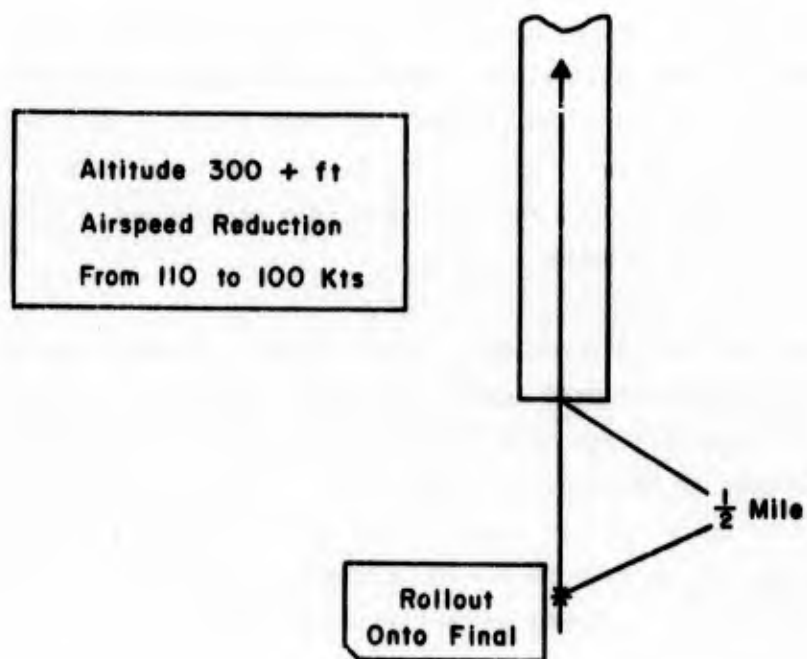 Altitude 300 + ft
Airspeed Reduction
From 110 to 100 Kts
1/2 Mile
Rollout
Onto Final